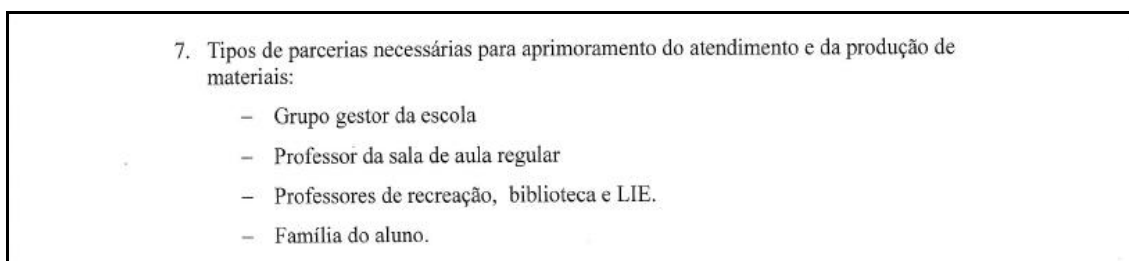 7. Tipos de parcerias necessárias para aprimoramento do atendimento e da produção de
materiais:
– Grupo gestor da escola
– Professor da sala de aula regular
– Professores de recreação, biblioteca e LIE.
– Família do aluno.